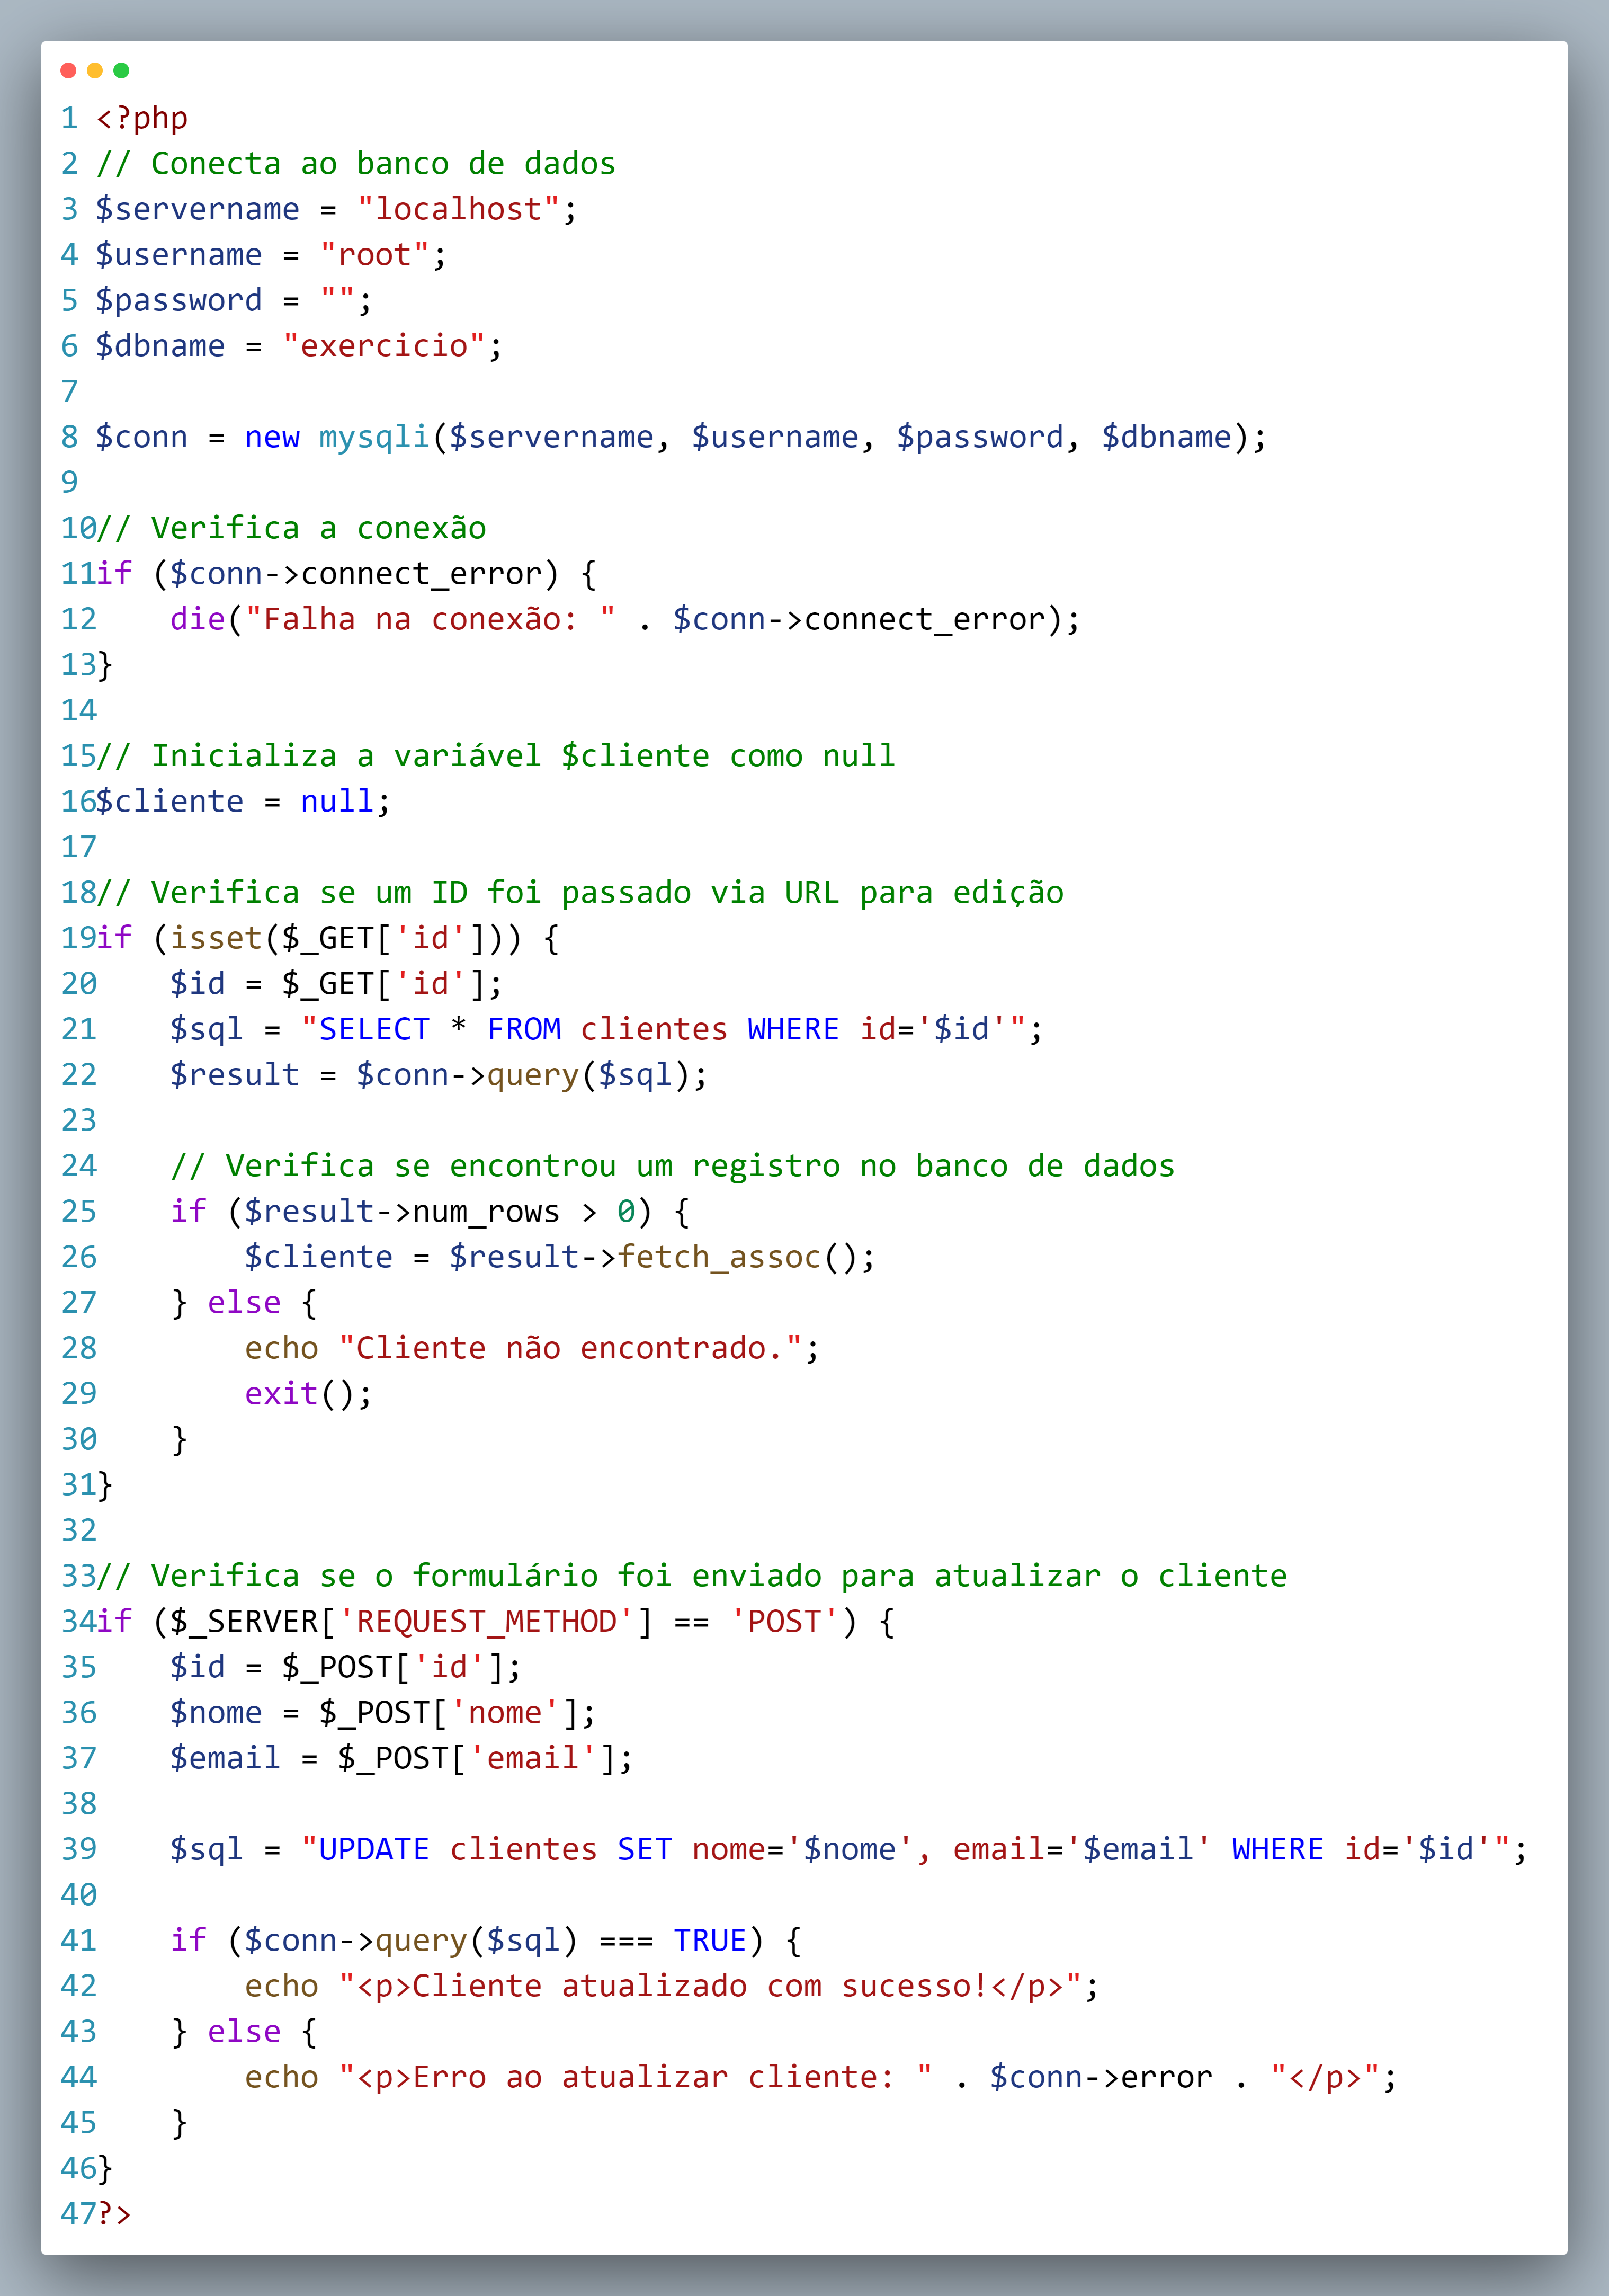 1 <?php
2 // Conecta ao banco de dados
3 $servername = "localhost";
4 $username = "root";
5 $password = "";
6 $dbname = "exercicio";
7
8 $conn = new mysqli($servername, $username, $password, $dbname);
9
10// Verifica a conexão
11if ($conn->connect_error) {
12    die("Falha na conexão: " . $conn->connect_error);
13}
14
15// Inicializa a variável $cliente como null
16$cliente = null;
17
18// Verifica se um ID foi passado via URL para edição
19if (isset($_GET['id'])) {
20    $id = $_GET['id'];
21    $sql = "SELECT * FROM clientes WHERE id='$id'";
22    $result = $conn->query($sql);
23
24    // Verifica se encontrou um registro no banco de dados
25    if ($result->num_rows > 0) {
26        $cliente = $result->fetch_assoc();
27    } else {
28        echo "Cliente não encontrado.";
29        exit();
30    }
31}
32
33// Verifica se o formulário foi enviado para atualizar o cliente
34if ($_SERVER['REQUEST_METHOD'] == 'POST') {
35    $id = $_POST['id'];
36    $nome = $_POST['nome'];
37    $email = $_POST['email'];
38
39    $sql = "UPDATE clientes SET nome='$nome', email='$email' WHERE id='$id'";
40
41    if ($conn->query($sql) === TRUE) {
42        echo "<p>Cliente atualizado com sucesso!</p>";
43    } else {
44        echo "<p>Erro ao atualizar cliente: " . $conn->error . "</p>";
45    }
46}
47?>